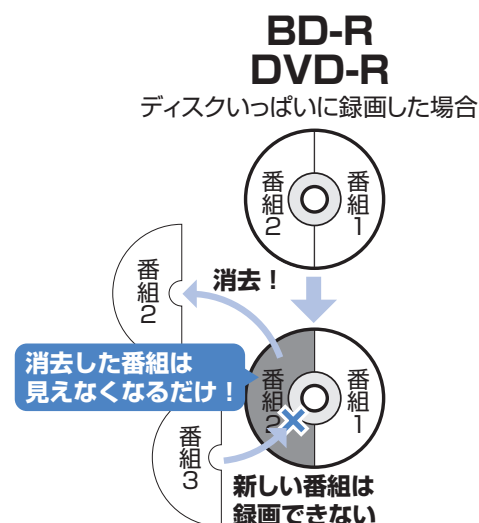 BD-R
DVD-R
ディスクいっぱいに録画した場合
番組2
番組1
番組2
消去！
消去した番組は
見えなくなるだけ！
番組2
番組1
番組3
新しい番組は
録画できない